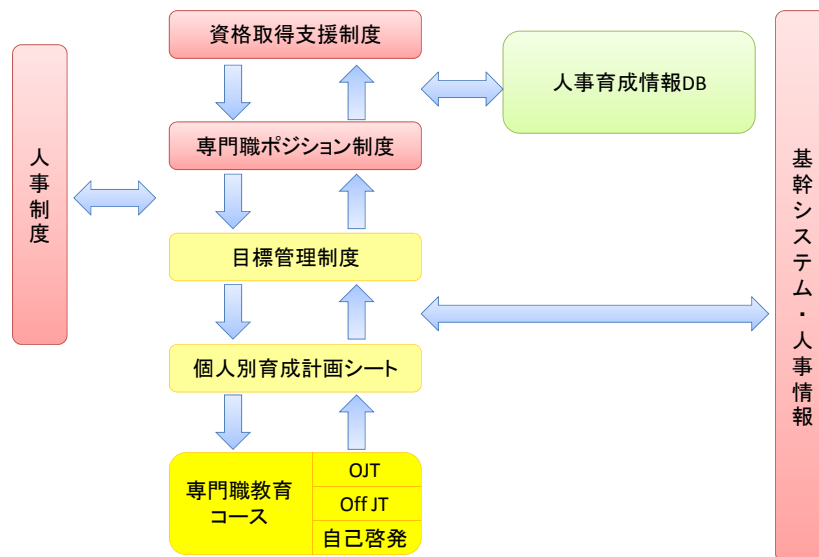 資格取得支援制度
人事育成情報DB
人事制度
専門職ポジション制度
基幹システム・人事情報
目標管理制度
個人別育成計画シート
専門職教育
コース
OJT
Off JT
自己啓発